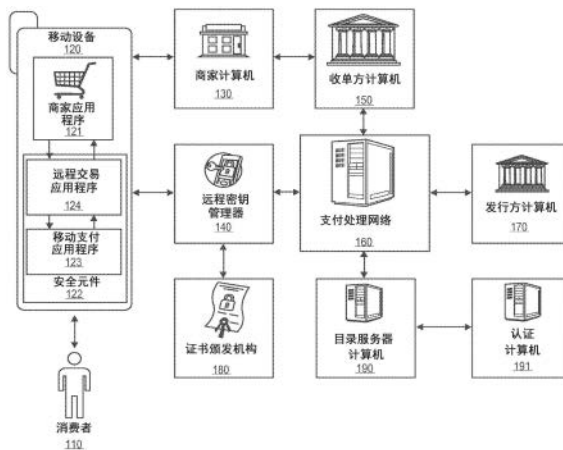 移动设备
120
商家应用
程序
121
远程交易
应用程序
124
移动支付
应用程序
123
安全元件
122
消费者
110
商家计算机
130
收单方计算机
150
远程密钥
管理器
140
支付处理网络
160
发行方计算机
170
证书颁发机构
180
目录服务器
计算机
190
认证
计算机
191